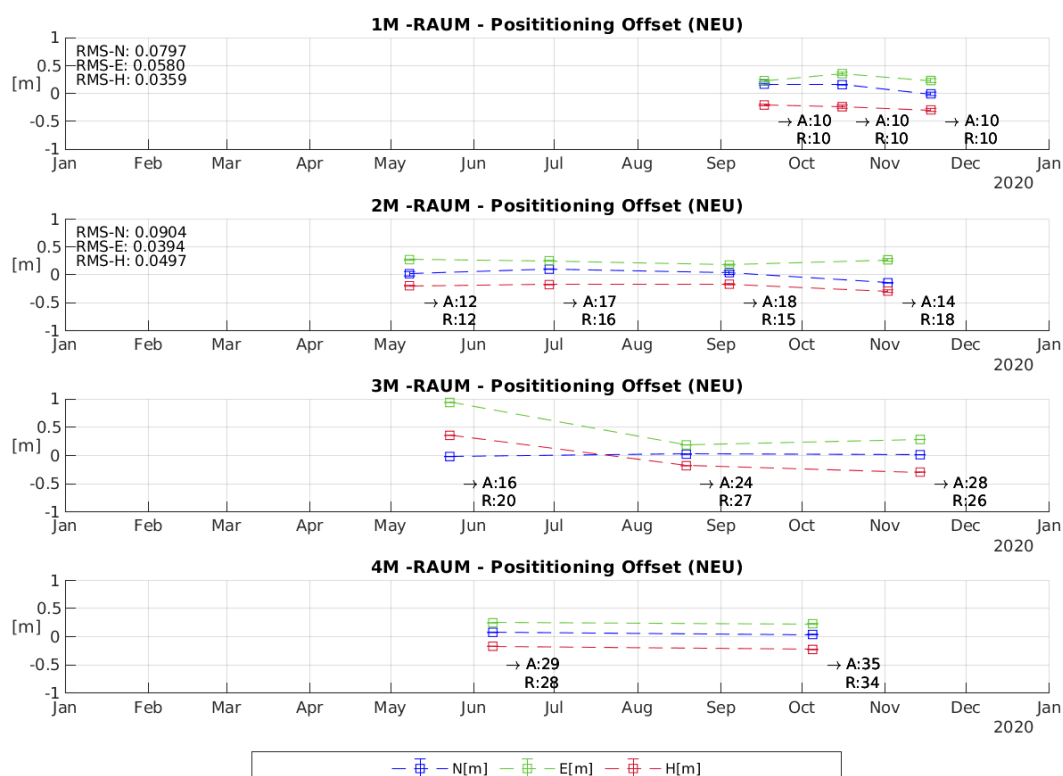 1M -RAUM - Posititioning Offset (NEU)
1
0.5
[m]
0
-0.5
-1
RMS-N: 0.0797
RMS-E: 0.0580
RMS-H: 0.0359
→ A:10
R:10
→ A:10
R:10
→ A:10
R:10
Jan Feb Mar Apr May Jun Jul Aug Sep Oct Nov Dec Jan
2020
2M -RAUM - Posititioning Offset (NEU)
1
0.5
[m]
0
-0.5
-1
RMS-N: 0.0904
RMS-E: 0.0394
RMS-H: 0.0497
→ A:12
R:12
→ A:17
R:16
→ A:18
R:15
→ A:14
R:18
Jan Feb Mar Apr May Jun Jul Aug Sep Oct Nov Dec Jan
2020
3M -RAUM - Posititioning Offset (NEU)
1
0.5
[m]
0
-0.5
-1
→ A:16
R:20
→ A:24
R:27
→ A:28
R:26
Jan Feb Mar Apr May Jun Jul Aug Sep Oct Nov Dec Jan
2020
4M -RAUM - Posititioning Offset (NEU)
1
0.5
[m]
0
-0.5
-1
→ A:29
R:28
→ A:35
R:34
Jan Feb Mar Apr May Jun Jul Aug Sep Oct Nov Dec Jan
2020
N[m] E[m] H[m]